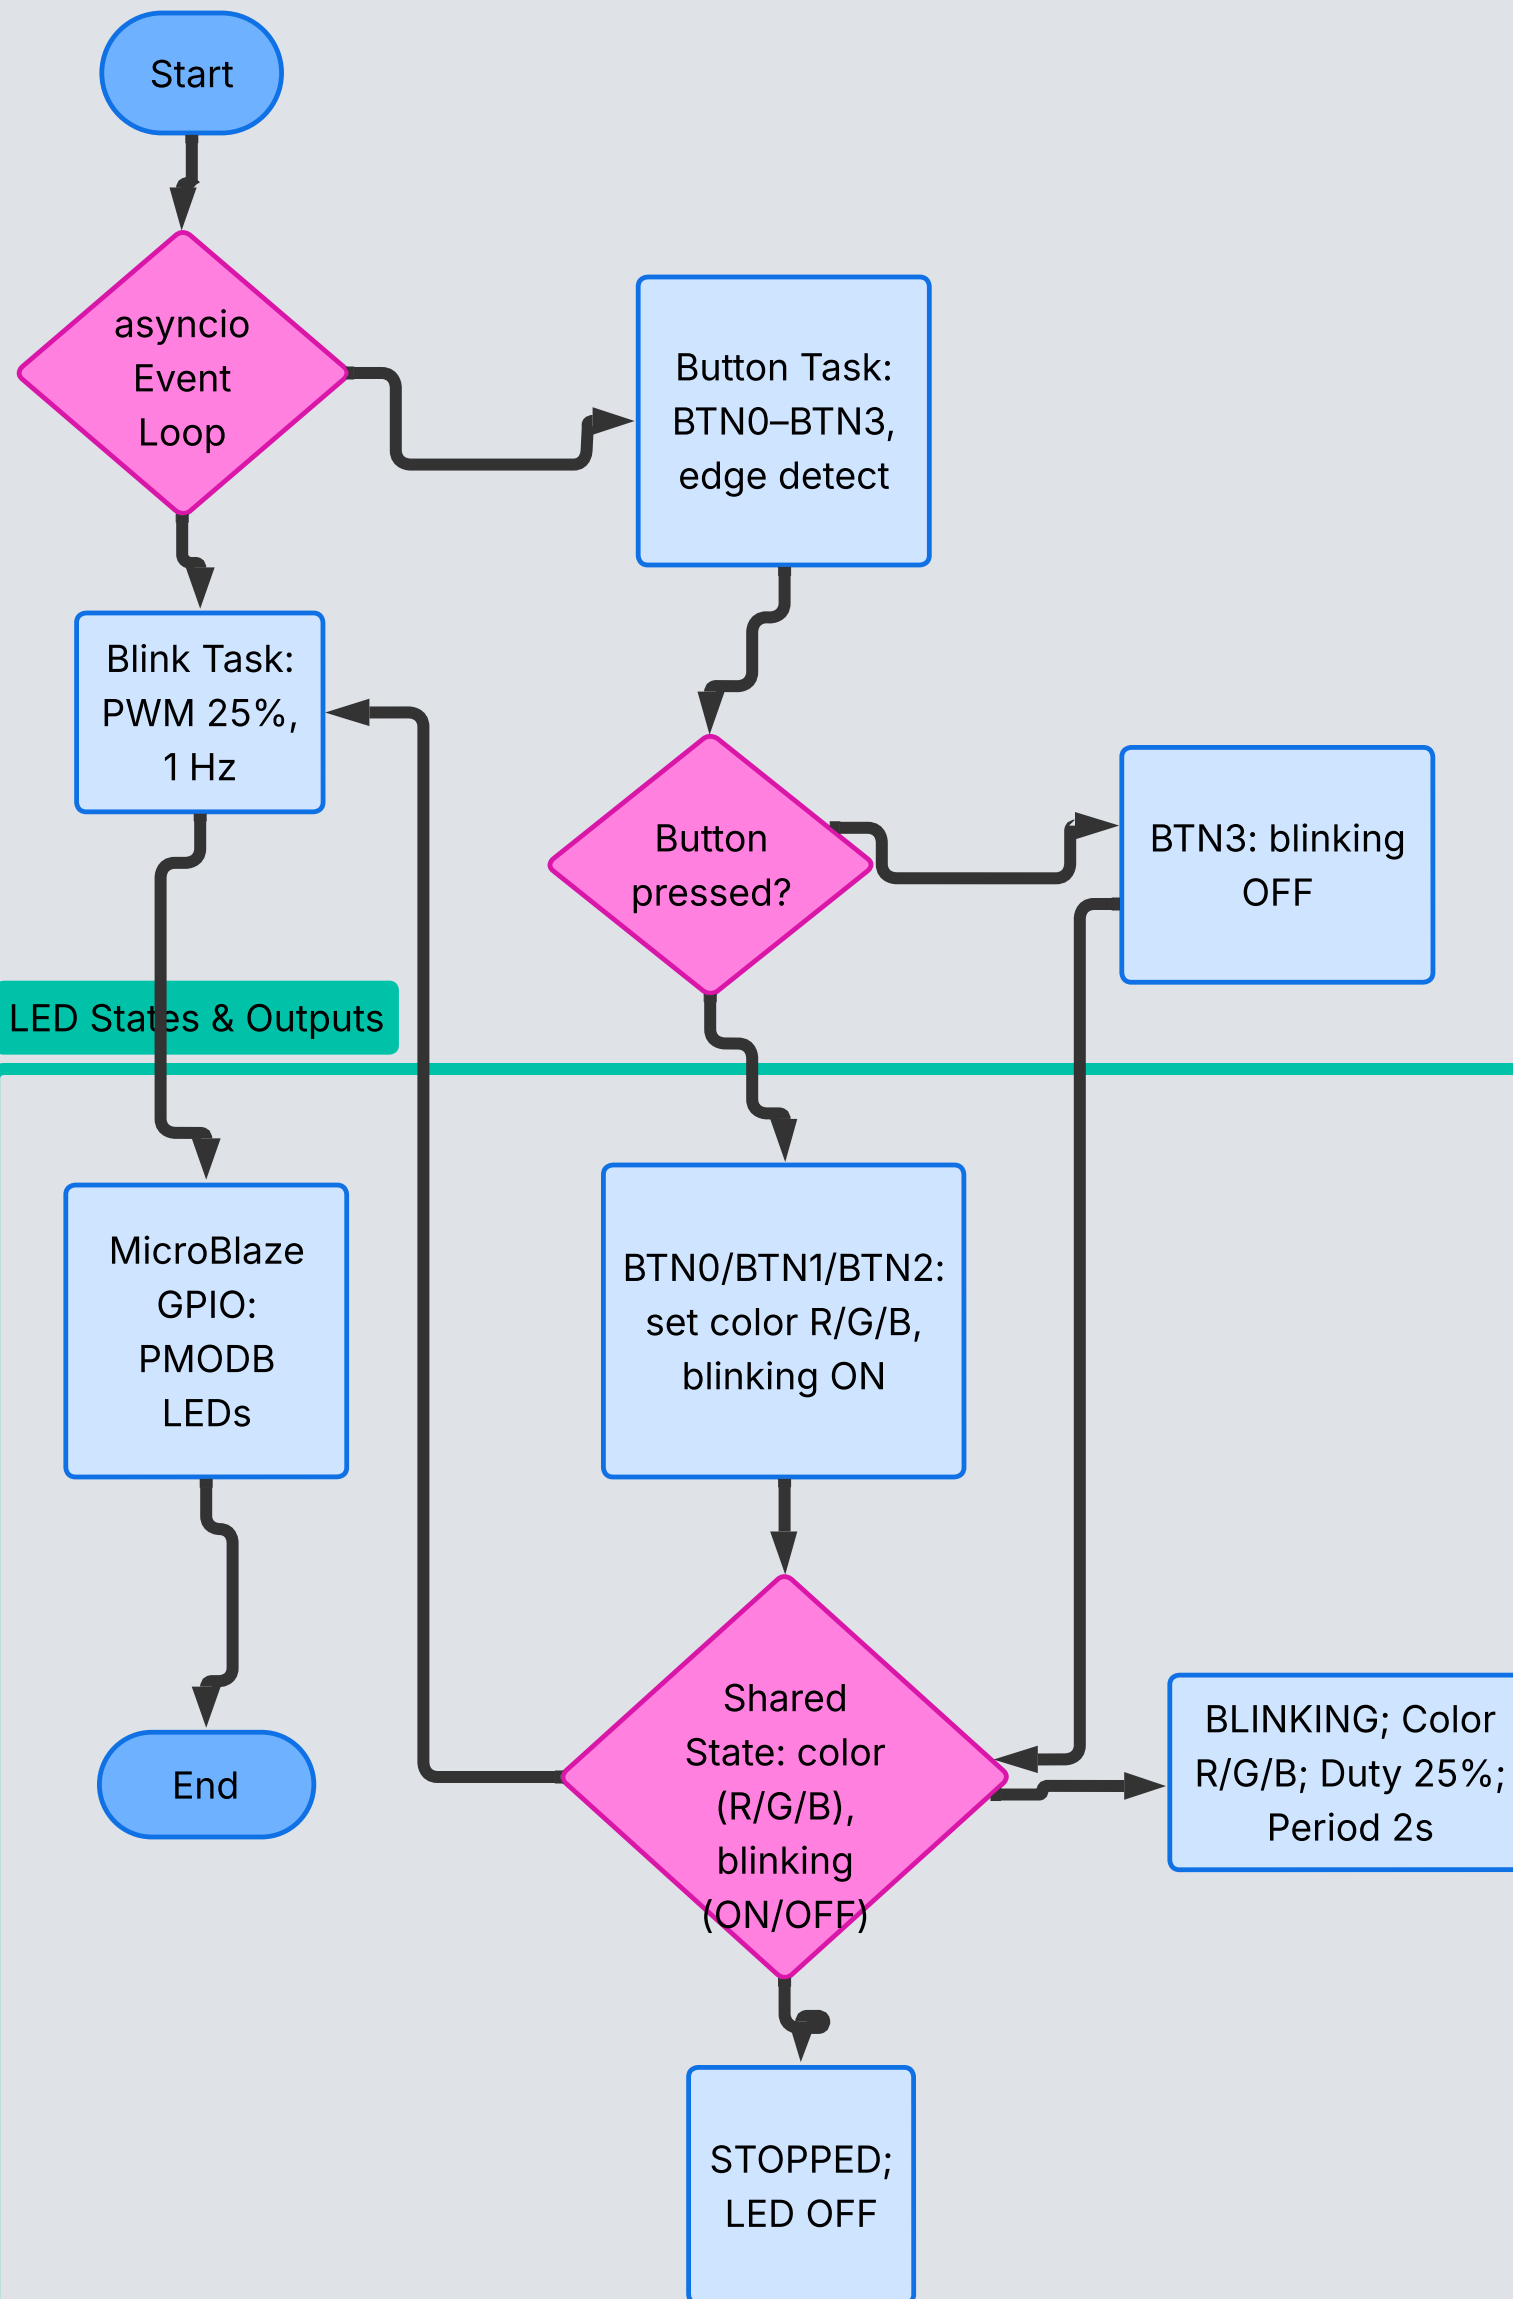 Start
asyncio
Event
Loop
Button Task:
BTN0–BTN3,
edge detect
Blink Task:
PWM 25%,
1 Hz
Button
pressed?
BTN3: blinking
OFF
LED States & Outputs
MicroBlaze
GPIO:
PMODB
LEDs
BTN0/BTN1/BTN2:
set color R/G/B,
blinking ON
Shared
State: color
(R/G/B),
blinking
(ON/OFF)
BLINKING; Color
R/G/B; Duty 25%;
Period 2s
End
STOPPED;
LED OFF